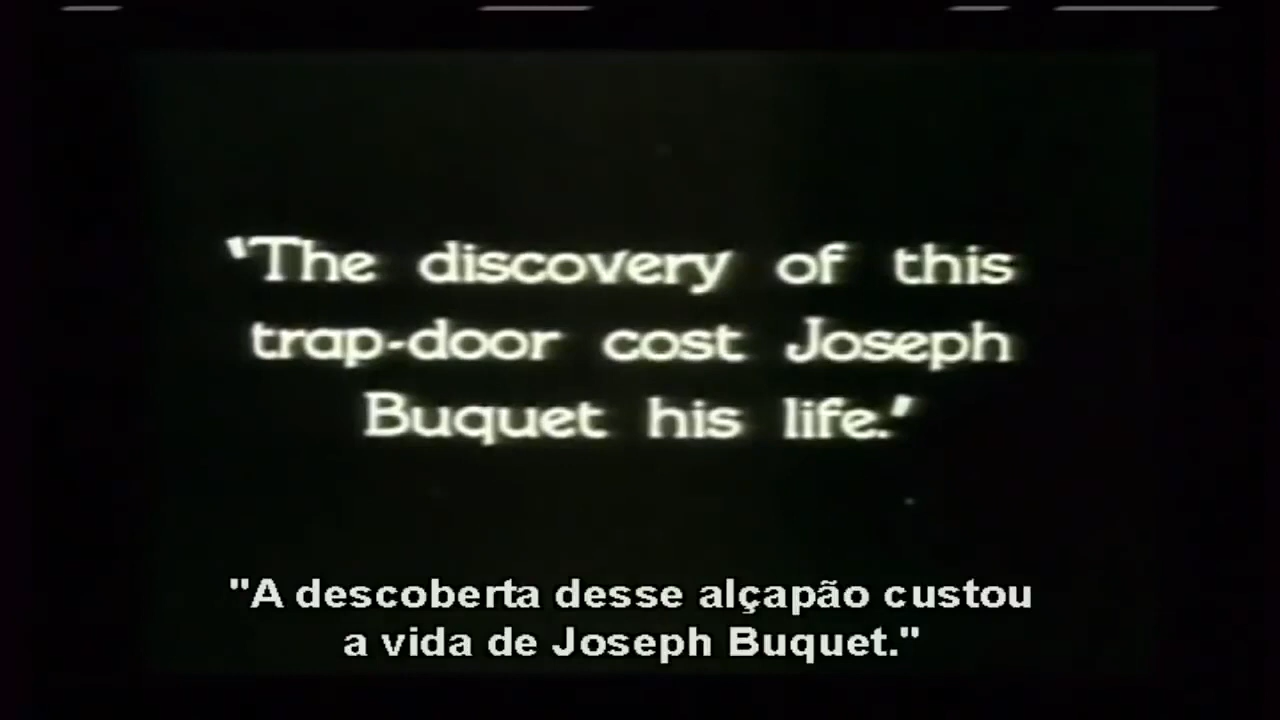 "The discovery of this
trap-door cost Joseph
Buquet his life."
"A descoberta desse alçapão custou
a vida de Joseph Buquet."